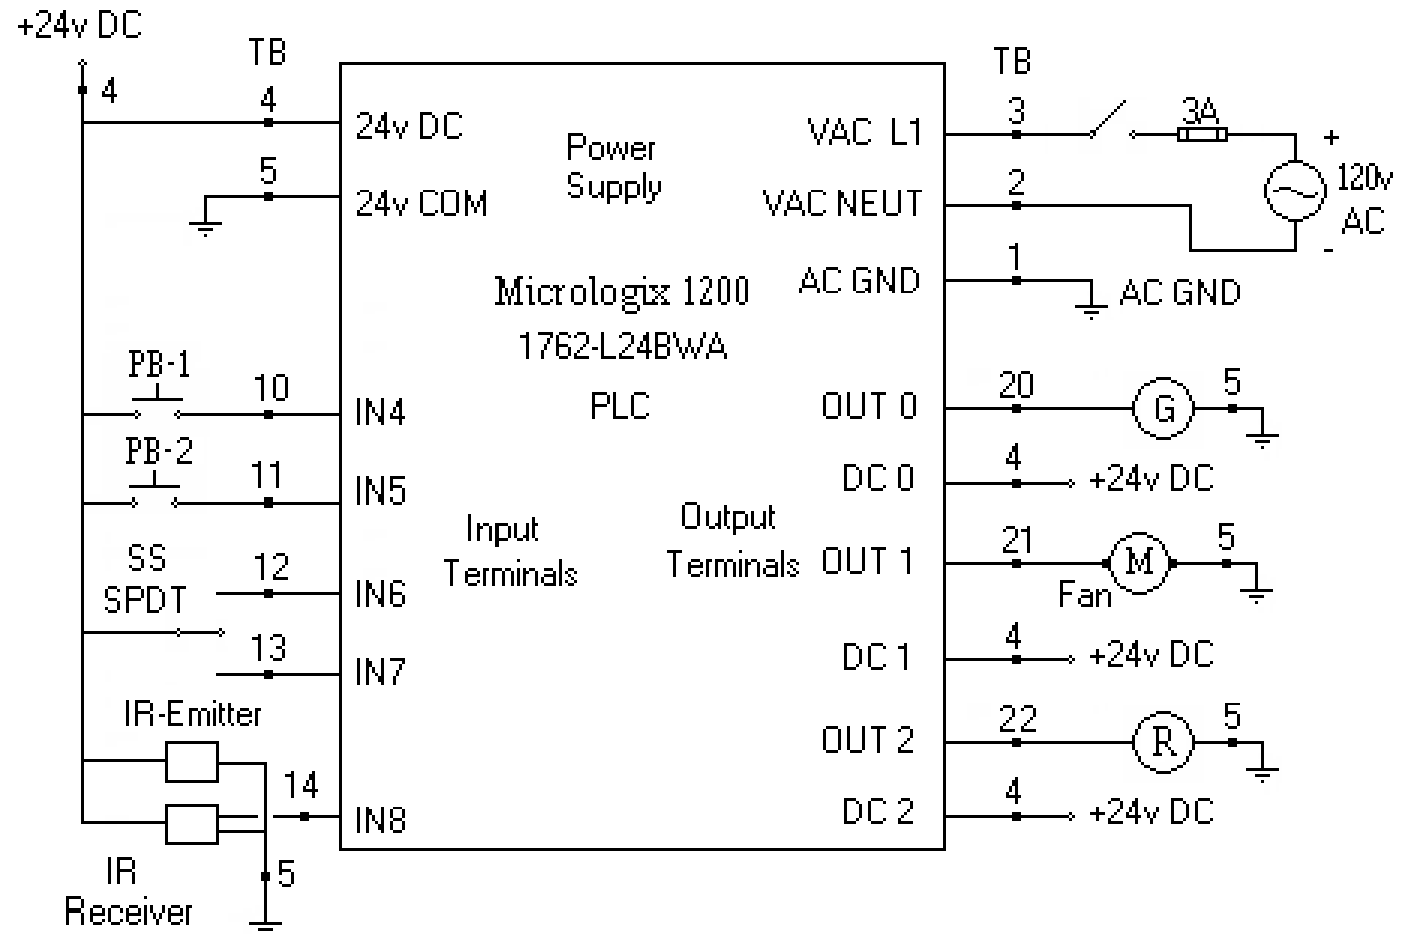 +24v DC
4
TB
4
24v DC
5
24v COM
Power
Supply
TB
VAC L1
3
3A
+
120v
AC
-
VAC NEUT
2
AC GND
1
AC GND
Micrologix 1200
1762-L24BWA
PLC
PB-1
10
IN4
PB-2
11
IN5
SS
SPDT
12
IN6
13
IN7
IR-Emitter
14
IN8
IR
Receiver
5
Input
Terminals
Output
Terminals
OUT 0
20
G
5
DC 0
4
+24v DC
OUT 1
21
M
5
Fan
DC 1
4
+24v DC
OUT 2
22
R
5
DC 2
4
+24v DC